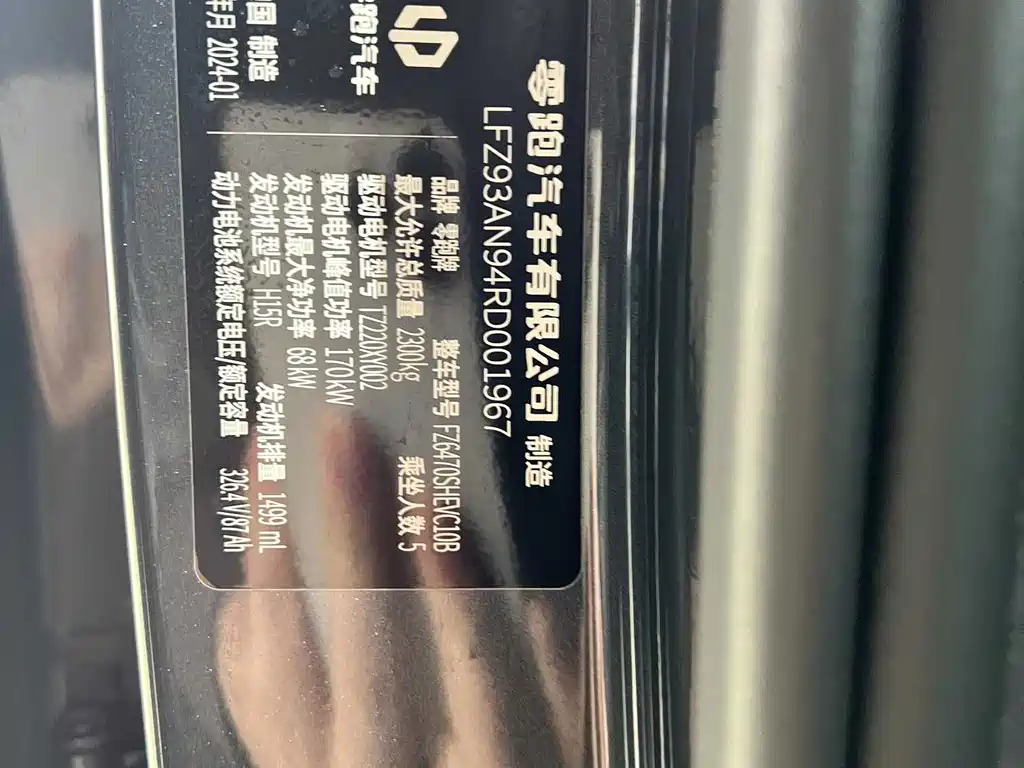 零跑汽车有限公司 制造
LFZ93AN94RD001967
品牌 零跑牌 整车型号 FZ6470SHEVC10B
最大允许总质量 2300kg 乘坐人数 5
驱动电机型号 TZ220XY002
驱动电机峰值功率 170kW
发动机最大净功率 68kW
发动机型号 H15R 发动机排量 1499 mL
动力电池系统额定电压/额定容量 326.4V/87Ah
跑汽车
国 制造
年月 2024-01